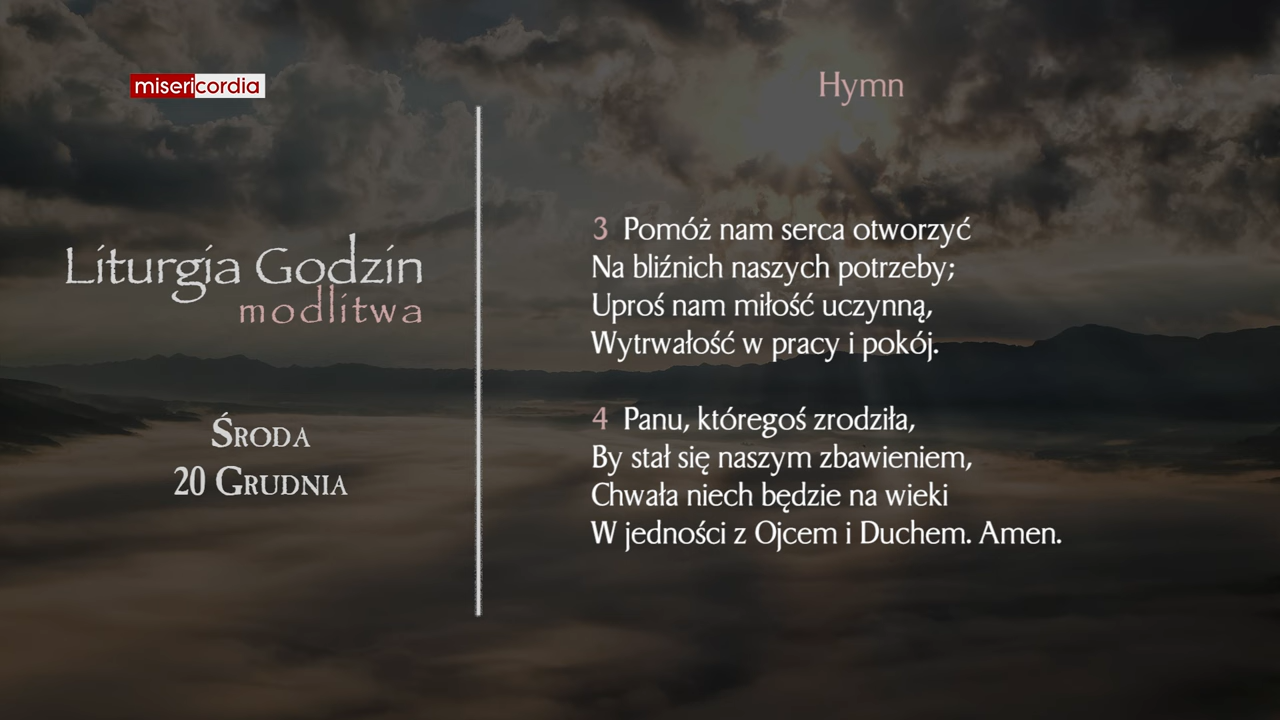 misericordia
Liturgia Godzin
modlitwa
Środa
20 Grudnia
Hymn
3 Pomóż nam serca otworzyć
Na bliźnich naszych potrzeby;
Uproś nam miłość uczynną,
Wytrwałość w pracy i pokój.
4 Panu, któregoś zrodziła,
By stał się naszym zbawieniem,
Chwała niech będzie na wieki
W jedności z Ojcem i Duchem. Amen.